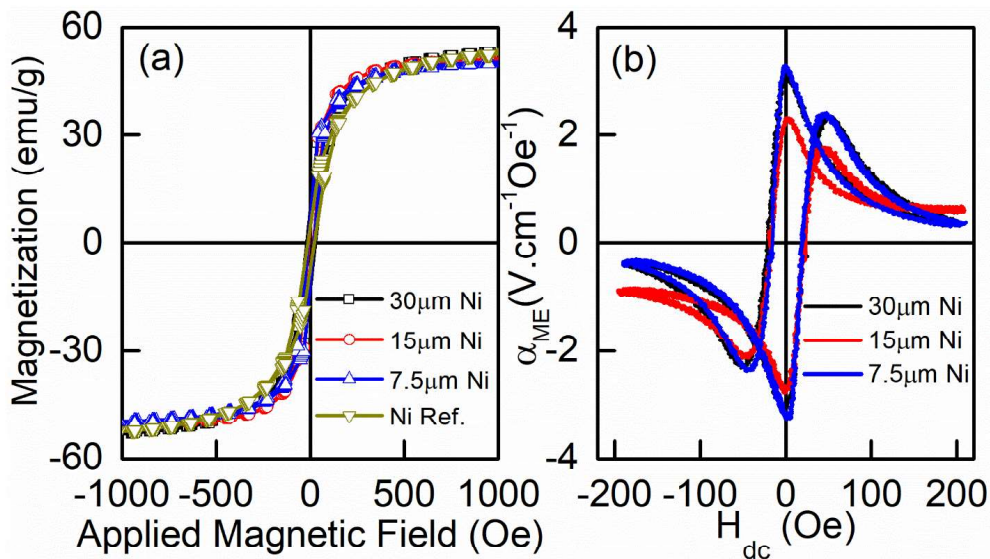 (a)
Magnetization (emu/g)
60
30
0
-30
-60
-1000 -500 0 500 1000
Applied Magnetic Field (Oe)
30μm Ni
15μm Ni
7.5μm Ni
Ni Ref.
(b)
α_ME(V.cm⁻¹Oe⁻¹)
4
2
0
-2
-4
-200 -100 0 100 200
H_dc (Oe)
30μm Ni
15μm Ni
7.5μm Ni